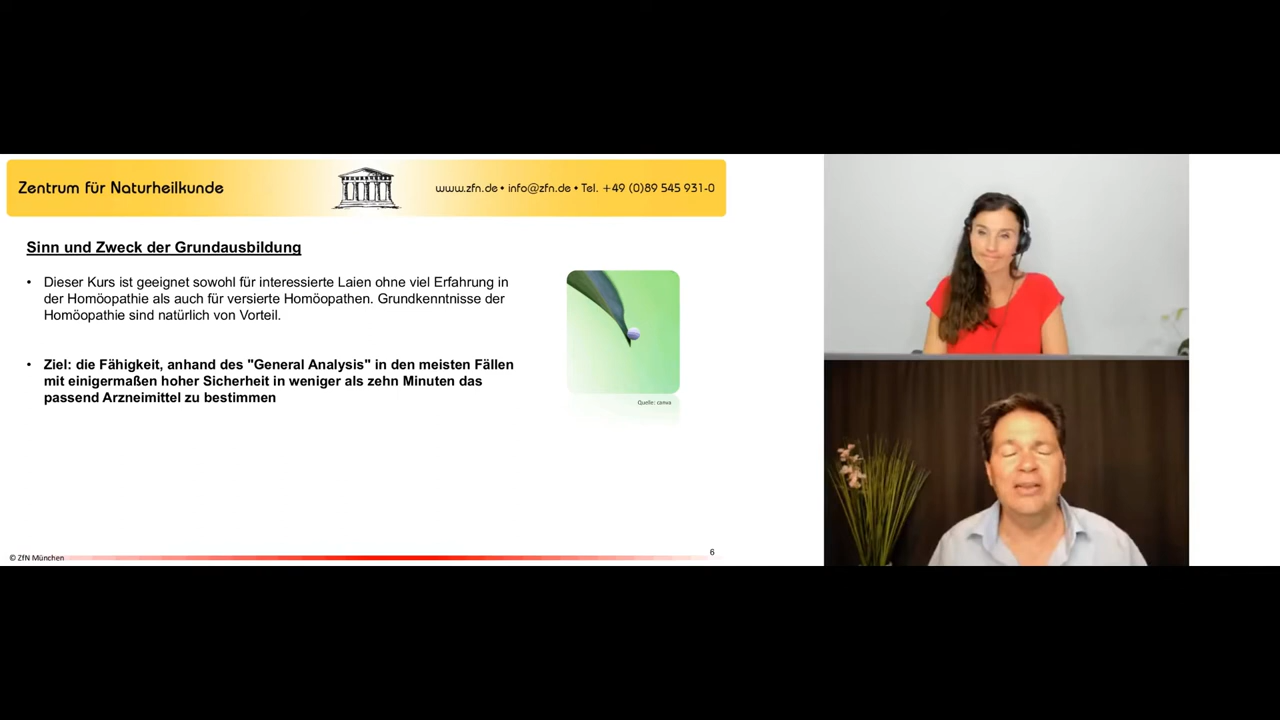 Zentrum für Naturheilkunde
www.zfn.de • info@zfn.de • Tel. +49 (0)89 545 931-0
Sinn und Zweck der Grundausbildung
• Dieser Kurs ist geeignet sowohl für interessierte Laien ohne viel Erfahrung in
der Homöopathie als auch für versierte Homöopathen. Grundkenntnisse der
Homöopathie sind natürlich von Vorteil.
• Ziel: die Fähigkeit, anhand des "General Analysis" in den meisten Fällen
mit einigermaßen hoher Sicherheit in weniger als zehn Minuten das
passend Arzneimittel zu bestimmen
Quelle: canva
© ZfN München
6